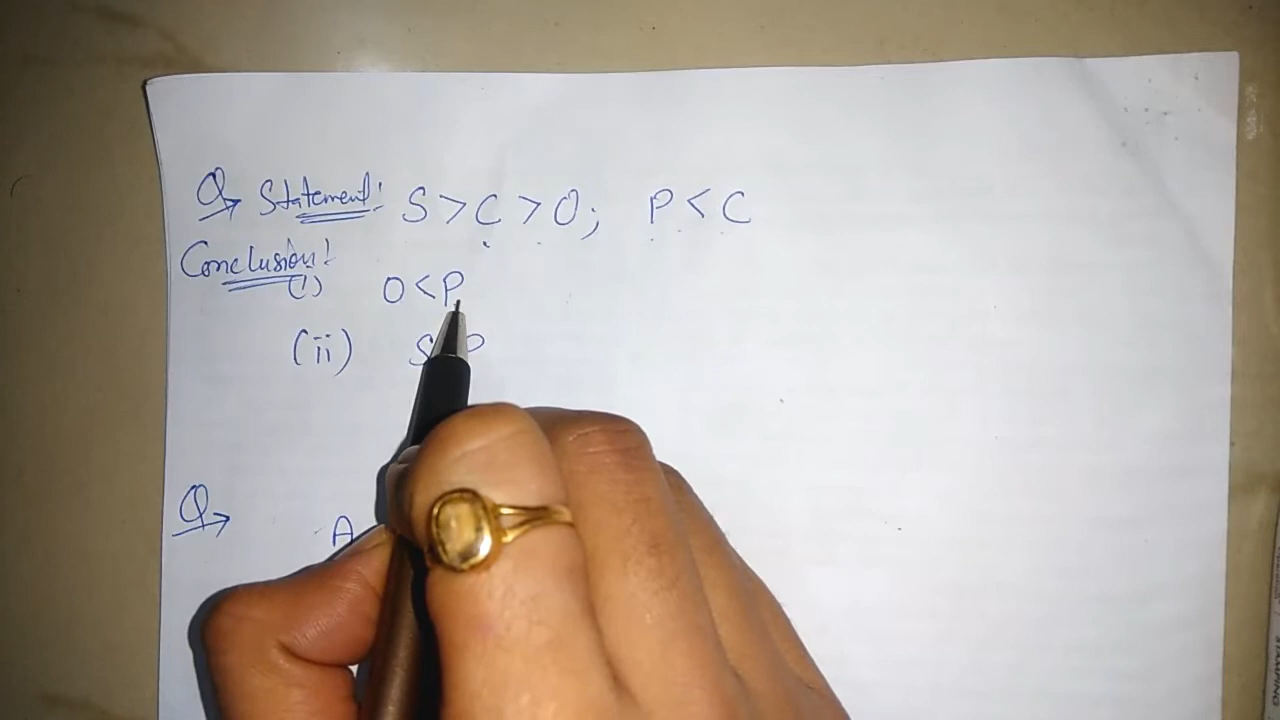 Q→ Statement: S > C > O; P < C
Conclusion:
(i) O < P
(ii) S P
Q→ A